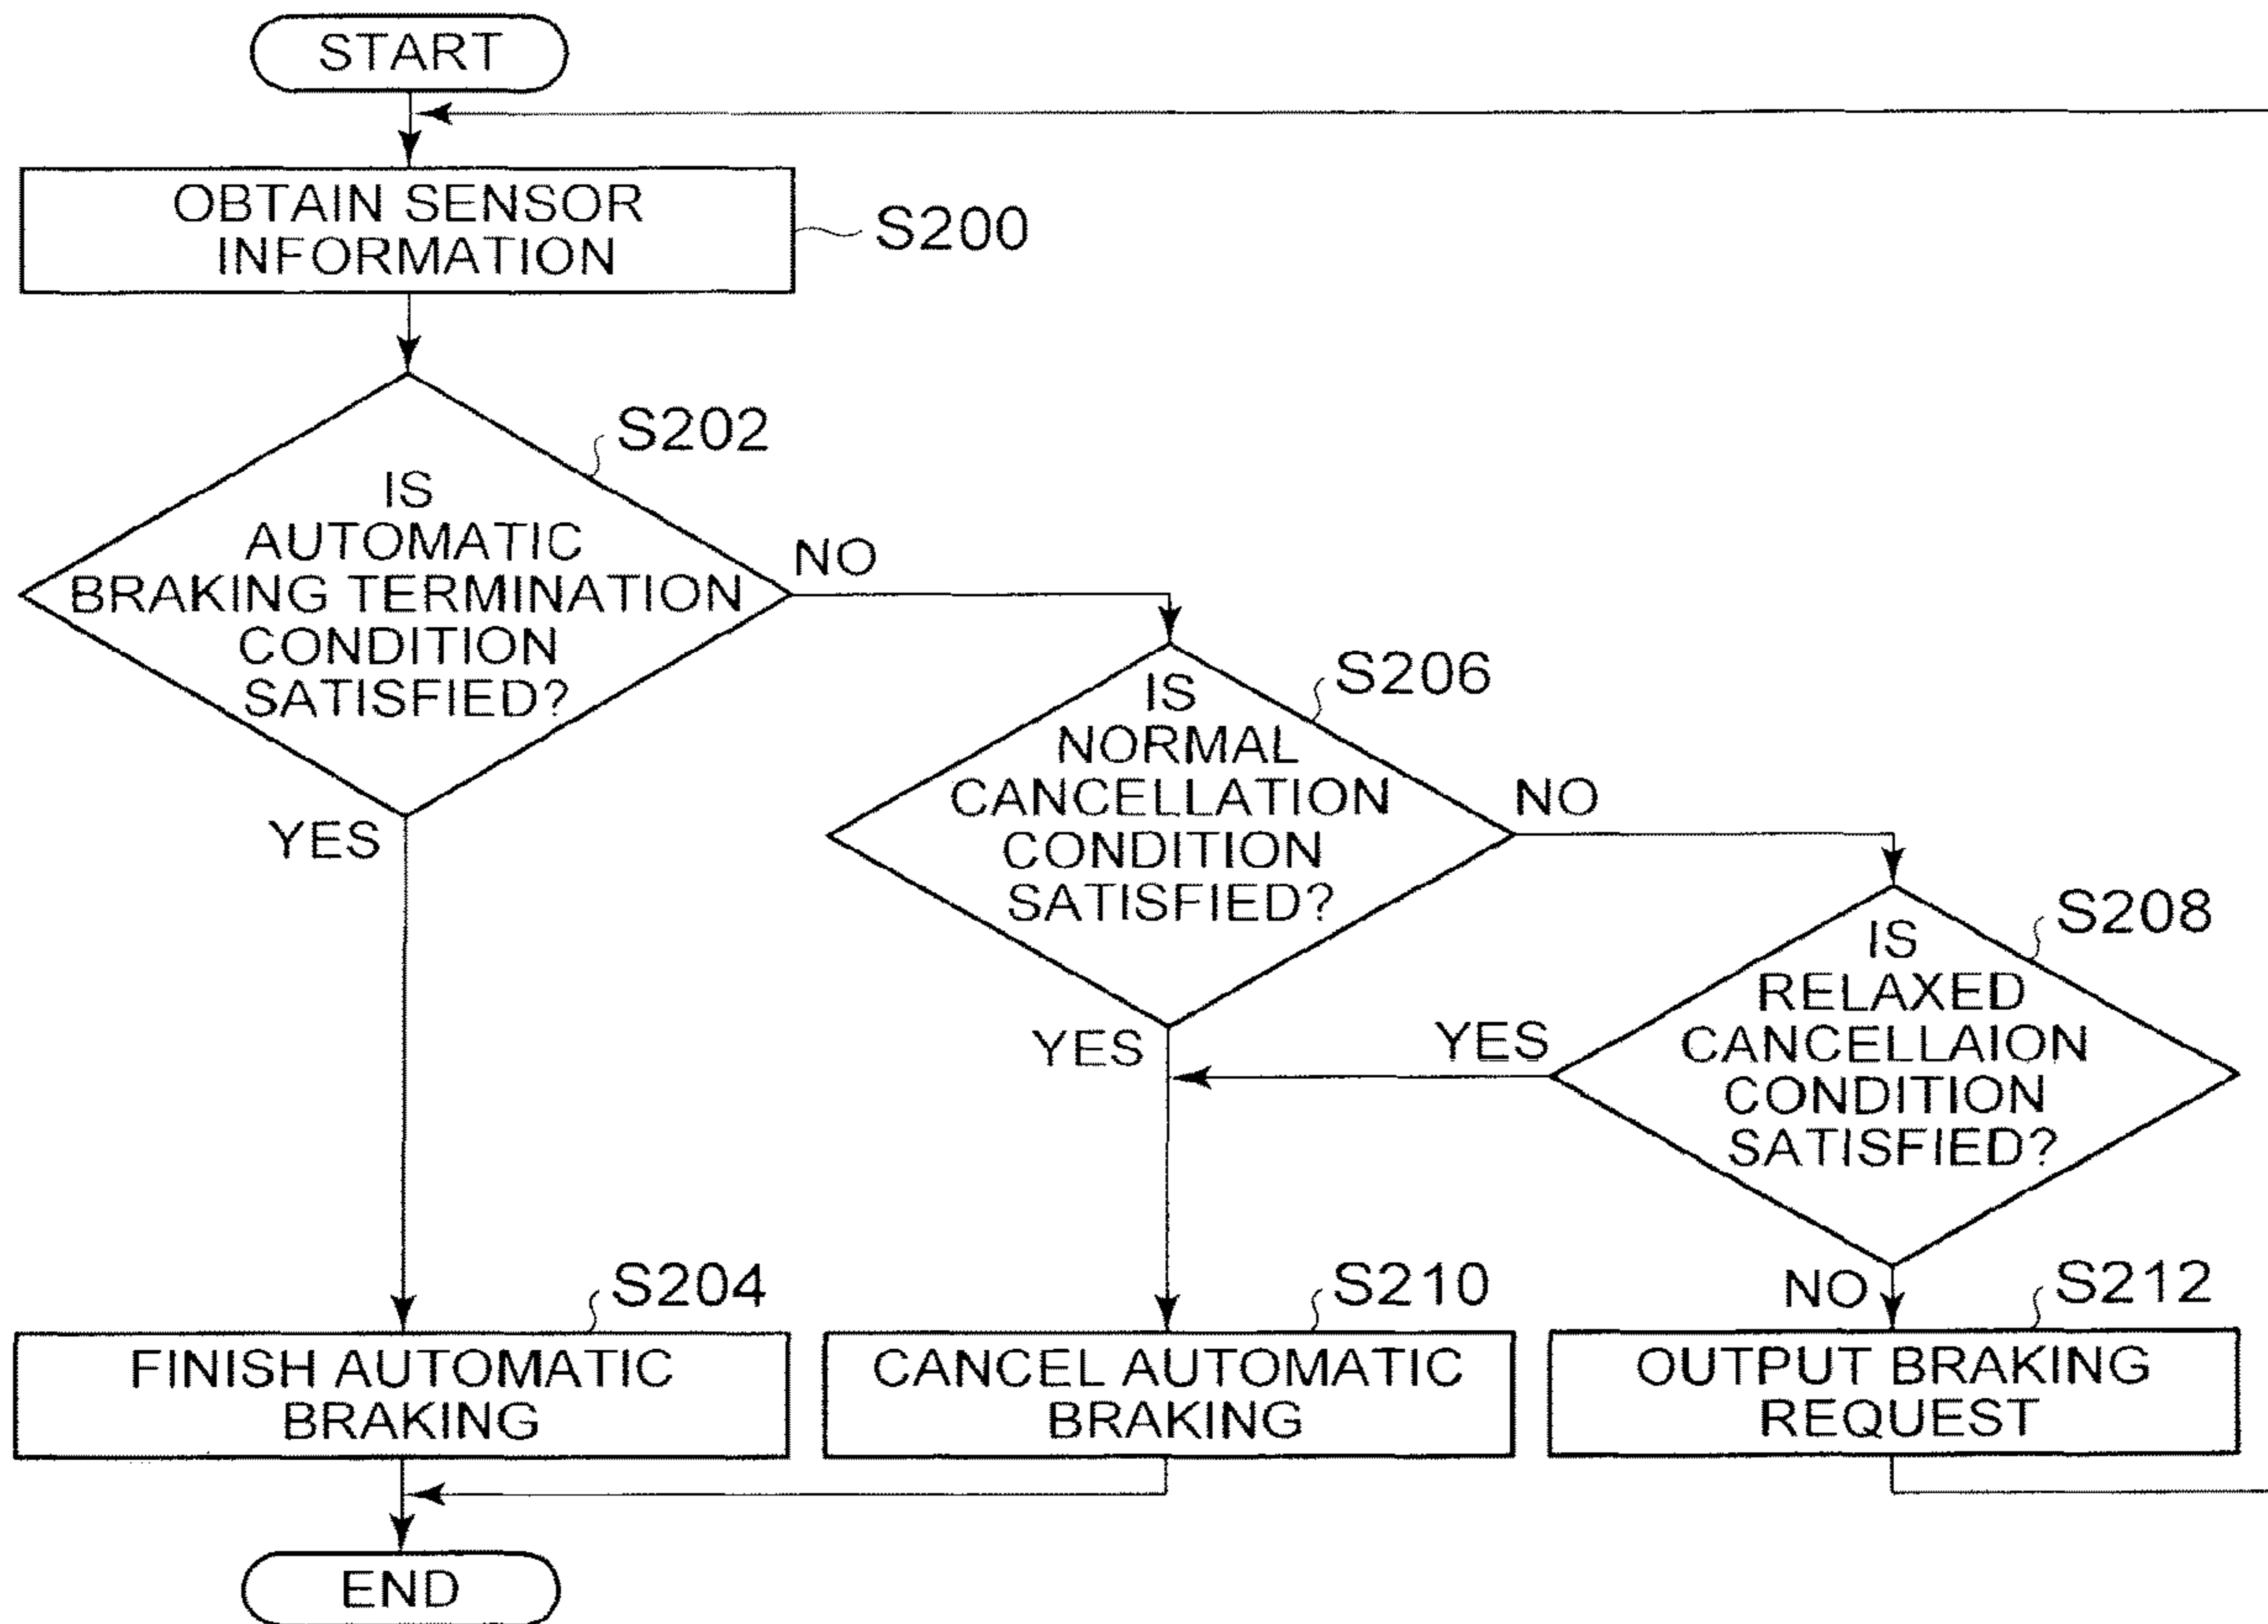 START
OBTAIN SENSOR
INFORMATION
S200
S202
IS
AUTOMATIC
BRAKING TERMINATION
CONDITION
SATISFIED?
NO
YES
S206
IS
NORMAL
CANCELLATION
CONDITION
SATISFIED?
NO
YES
S208
IS
RELAXED
CANCELLAION
CONDITION
SATISFIED?
YES
NO
S204
FINISH AUTOMATIC
BRAKING
S210
CANCEL AUTOMATIC
BRAKING
S212
OUTPUT BRAKING
REQUEST
END